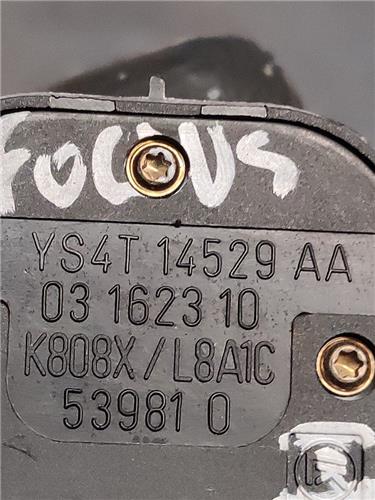 FOCUS
YS4T 14529 AA
03 1623 10
K808X/L8A1C
53981 0